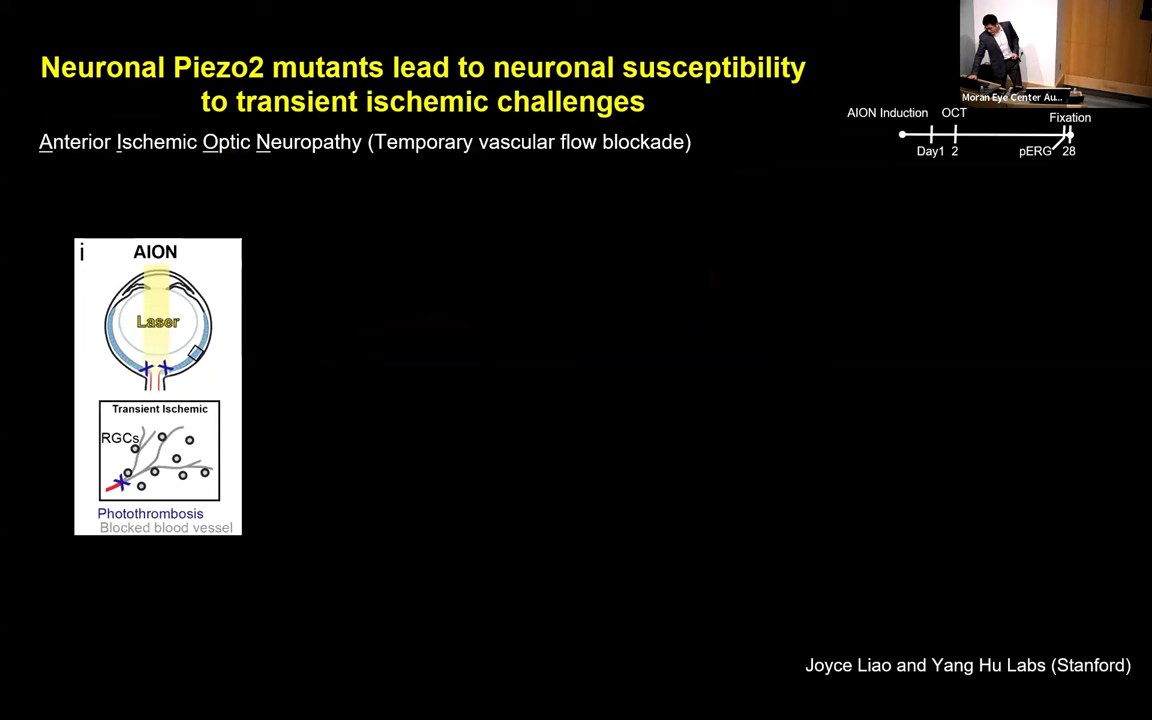 Neuronal Piezo2 mutants lead to neuronal susceptibility
to transient ischemic challenges
Moran Eye Center Au...
Anterior Ischemic Optic Neuropathy (Temporary vascular flow blockade)
AION Induction OCT Fixation
Day1 2 pERG 28
i AION
Laser
Transient Ischemic
RGCs
Photothrombosis
Blocked blood vessel
Joyce Liao and Yang Hu Labs (Stanford)